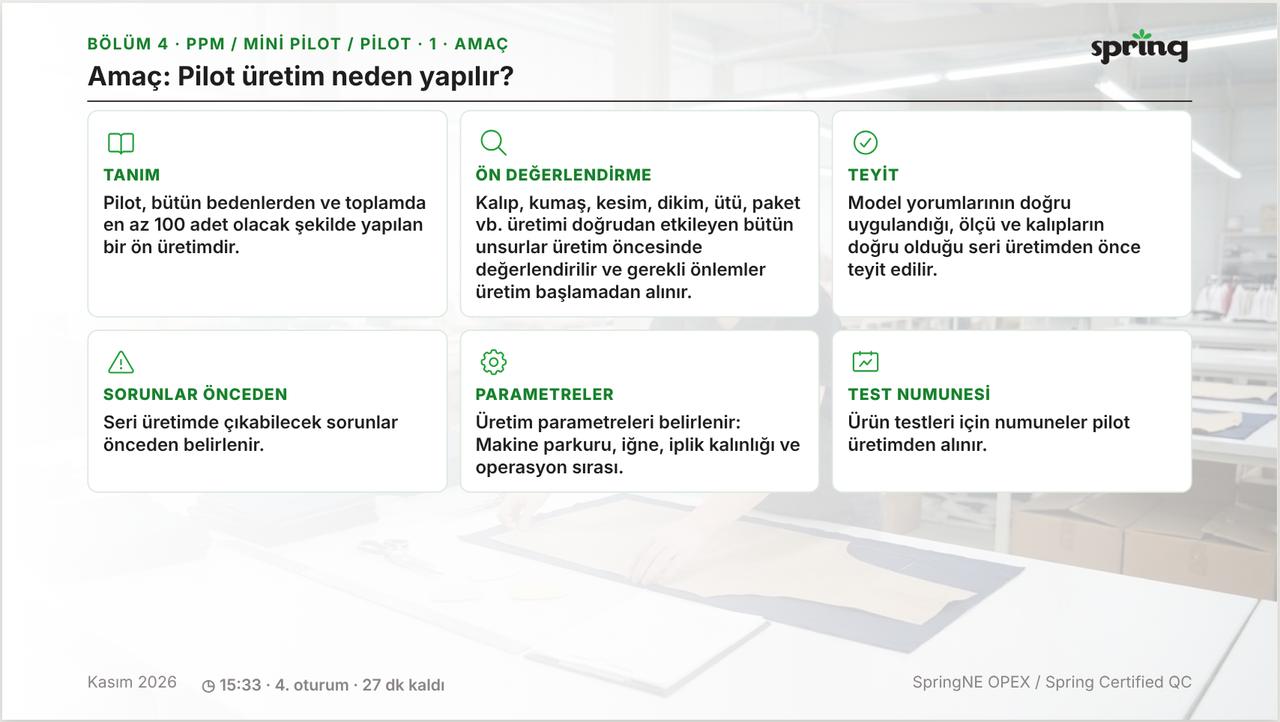 BÖLÜM 4 · PPM / MİNİ PİLOT / PİLOT · 1 · AMAÇ
Amaç: Pilot üretim neden yapılır?
spring
TANIM
Pilot, bütün bedenlerden ve toplamda
en az 100 adet olacak şekilde yapılan
bir ön üretimdir.
ÖN DEĞERLENDİRME
Kalıp, kumaş, kesim, dikim, ütü, paket
vb. üretimi doğrudan etkileyen bütün
unsurlar üretim öncesinde
değerlendirilir ve gerekli önlemler
üretim başlamadan alınır.
TEYİT
Model yorumlarının doğru
uygulandığı, ölçü ve kalıpların
doğru olduğu seri üretimden önce
teyit edilir.
SORUNLAR ÖNCEDEN
Seri üretimde çıkabilecek sorunlar
önceden belirlenir.
PARAMETRELER
Üretim parametreleri belirlenir:
Makine parkuru, iğne, iplik kalınlığı ve
operasyon sırası.
TEST NUMUNESİ
Ürün testleri için numuneler pilot
üretimden alınır.
Kasım 2026
15:33 · 4. oturum · 27 dk kaldı
SpringNE OPEX / Spring Certified QC